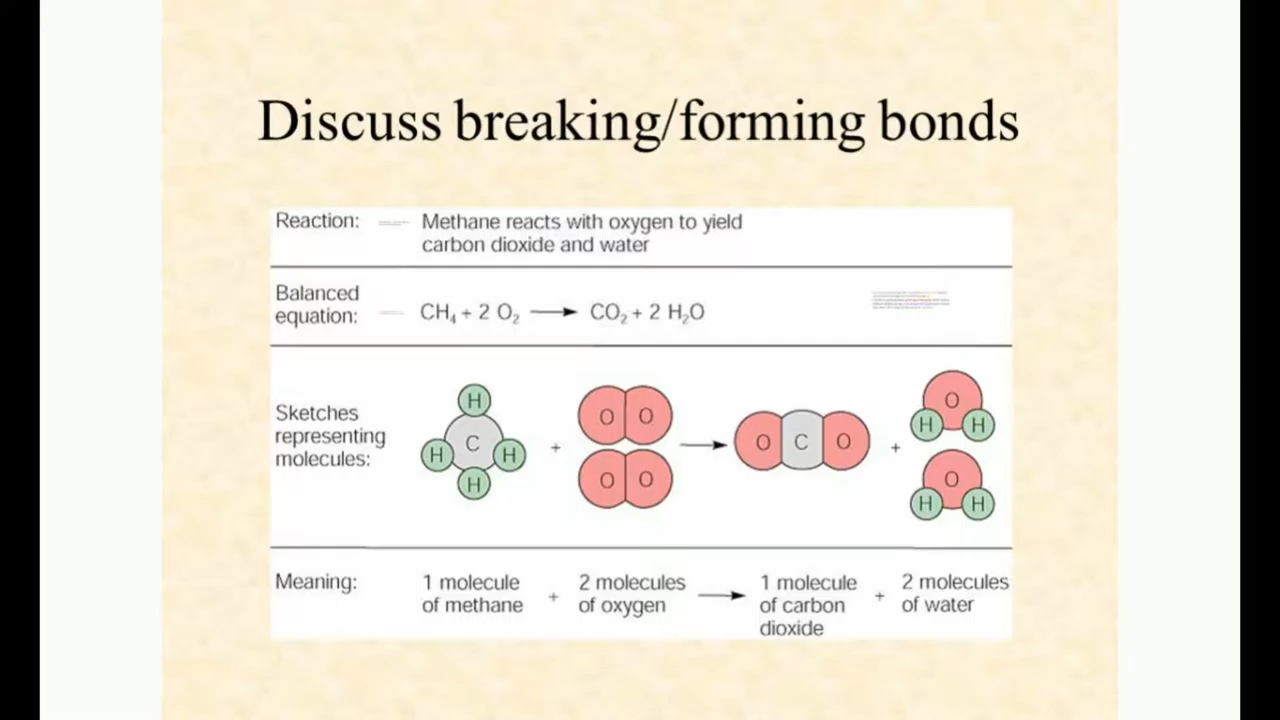 Discuss breaking/forming bonds
Reaction:
Methane reacts with oxygen to yield
carbon dioxide and water
Balanced
equation:
CH₄ + 2 O₂ ⟶ CO₂ + 2 H₂O
Sketches
representing
molecules:
H
H C H
H
+
O O
O O
⟶
O C O
+
O
H H
O
H H
Meaning:
1 molecule
of methane
+
2 molecules
of oxygen
⟶
1 molecule
of carbon
dioxide
+
2 molecules
of water